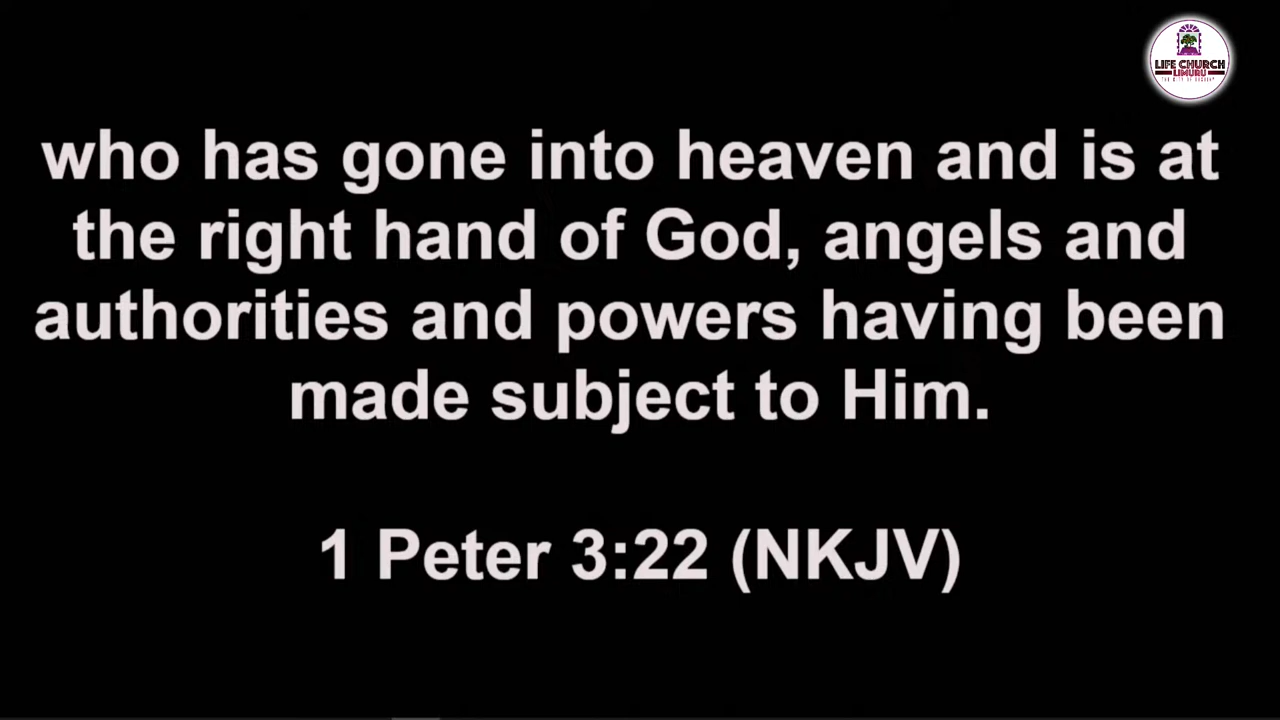 LIFE CHURCH
LIMURU
who has gone into heaven and is at
the right hand of God, angels and
authorities and powers having been
made subject to Him.
1 Peter 3:22 (NKJV)